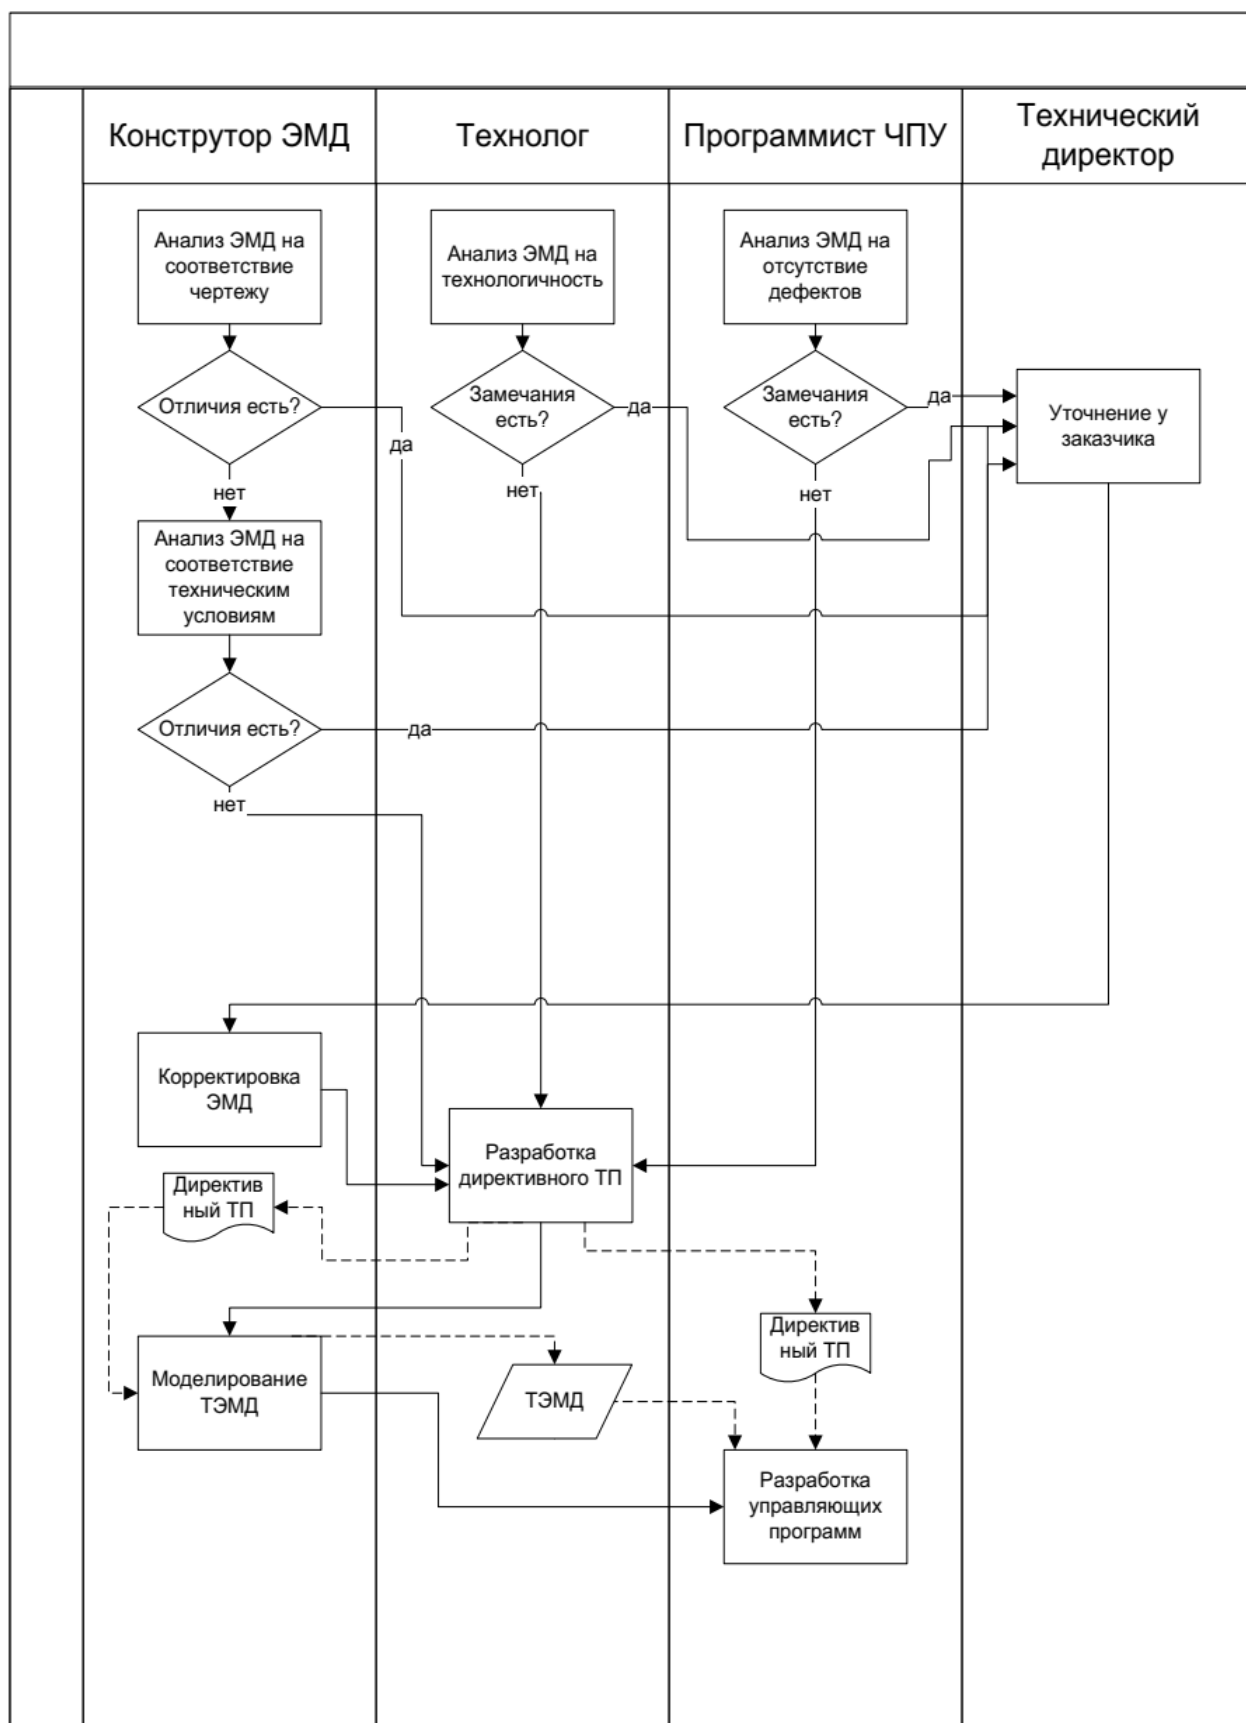 Конструтор ЭМД
Технолог
Программист ЧПУ
Технический
директор
Анализ ЭМД на
соответствие
чертежу
Анализ ЭМД на
технологичность
Анализ ЭМД на
отсутствие
дефектов
Отличия есть?
Замечания
есть?
Замечания
есть?
Уточнение у
заказчика
да
да
да
нет
нет
нет
Анализ ЭМД на
соответствие
техническим
условиям
Отличия есть?
да
нет
Корректировка
ЭМД
Разработка
директивного ТП
Директив
ный ТП
Директив
ный ТП
Моделирование
ТЭМД
ТЭМД
Разработка
управляющих
программ